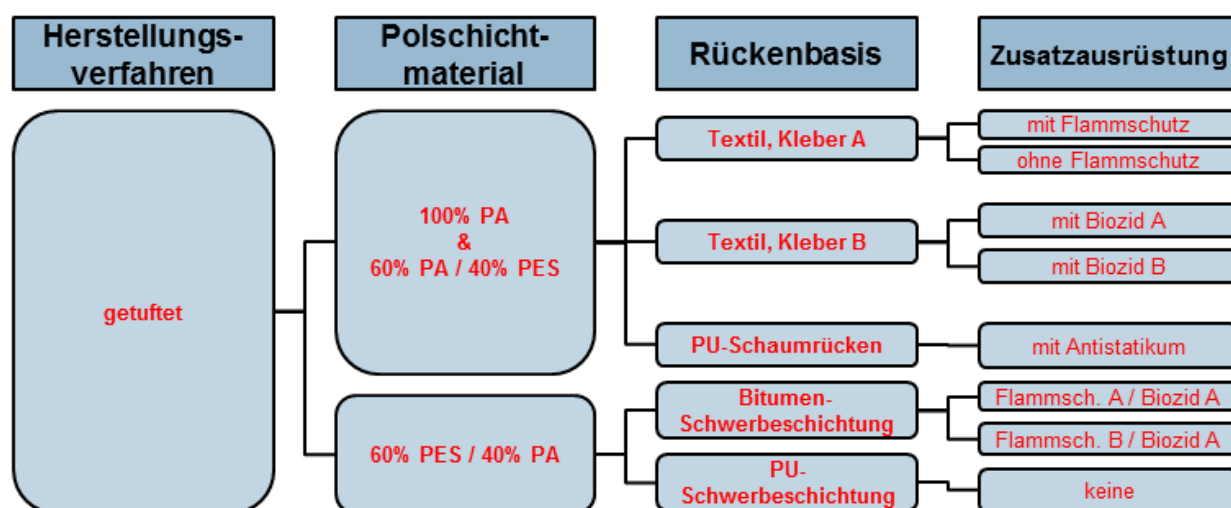 Herstellungs-
verfahren
Polschicht-
material
Rückenbasis
Zusatzausrüstung
getuftet
100% PA
&
60% PA / 40% PES
60% PES / 40% PA
Textil, Kleber A
Textil, Kleber B
PU-Schaumrücken
Bitumen-
Schwerbeschichtung
PU-
Schwerbeschichtung
mit Flammschutz
ohne Flammschutz
mit Biozid A
mit Biozid B
mit Antistatikum
Flammsch. A / Biozid A
Flammsch. B / Biozid A
keine